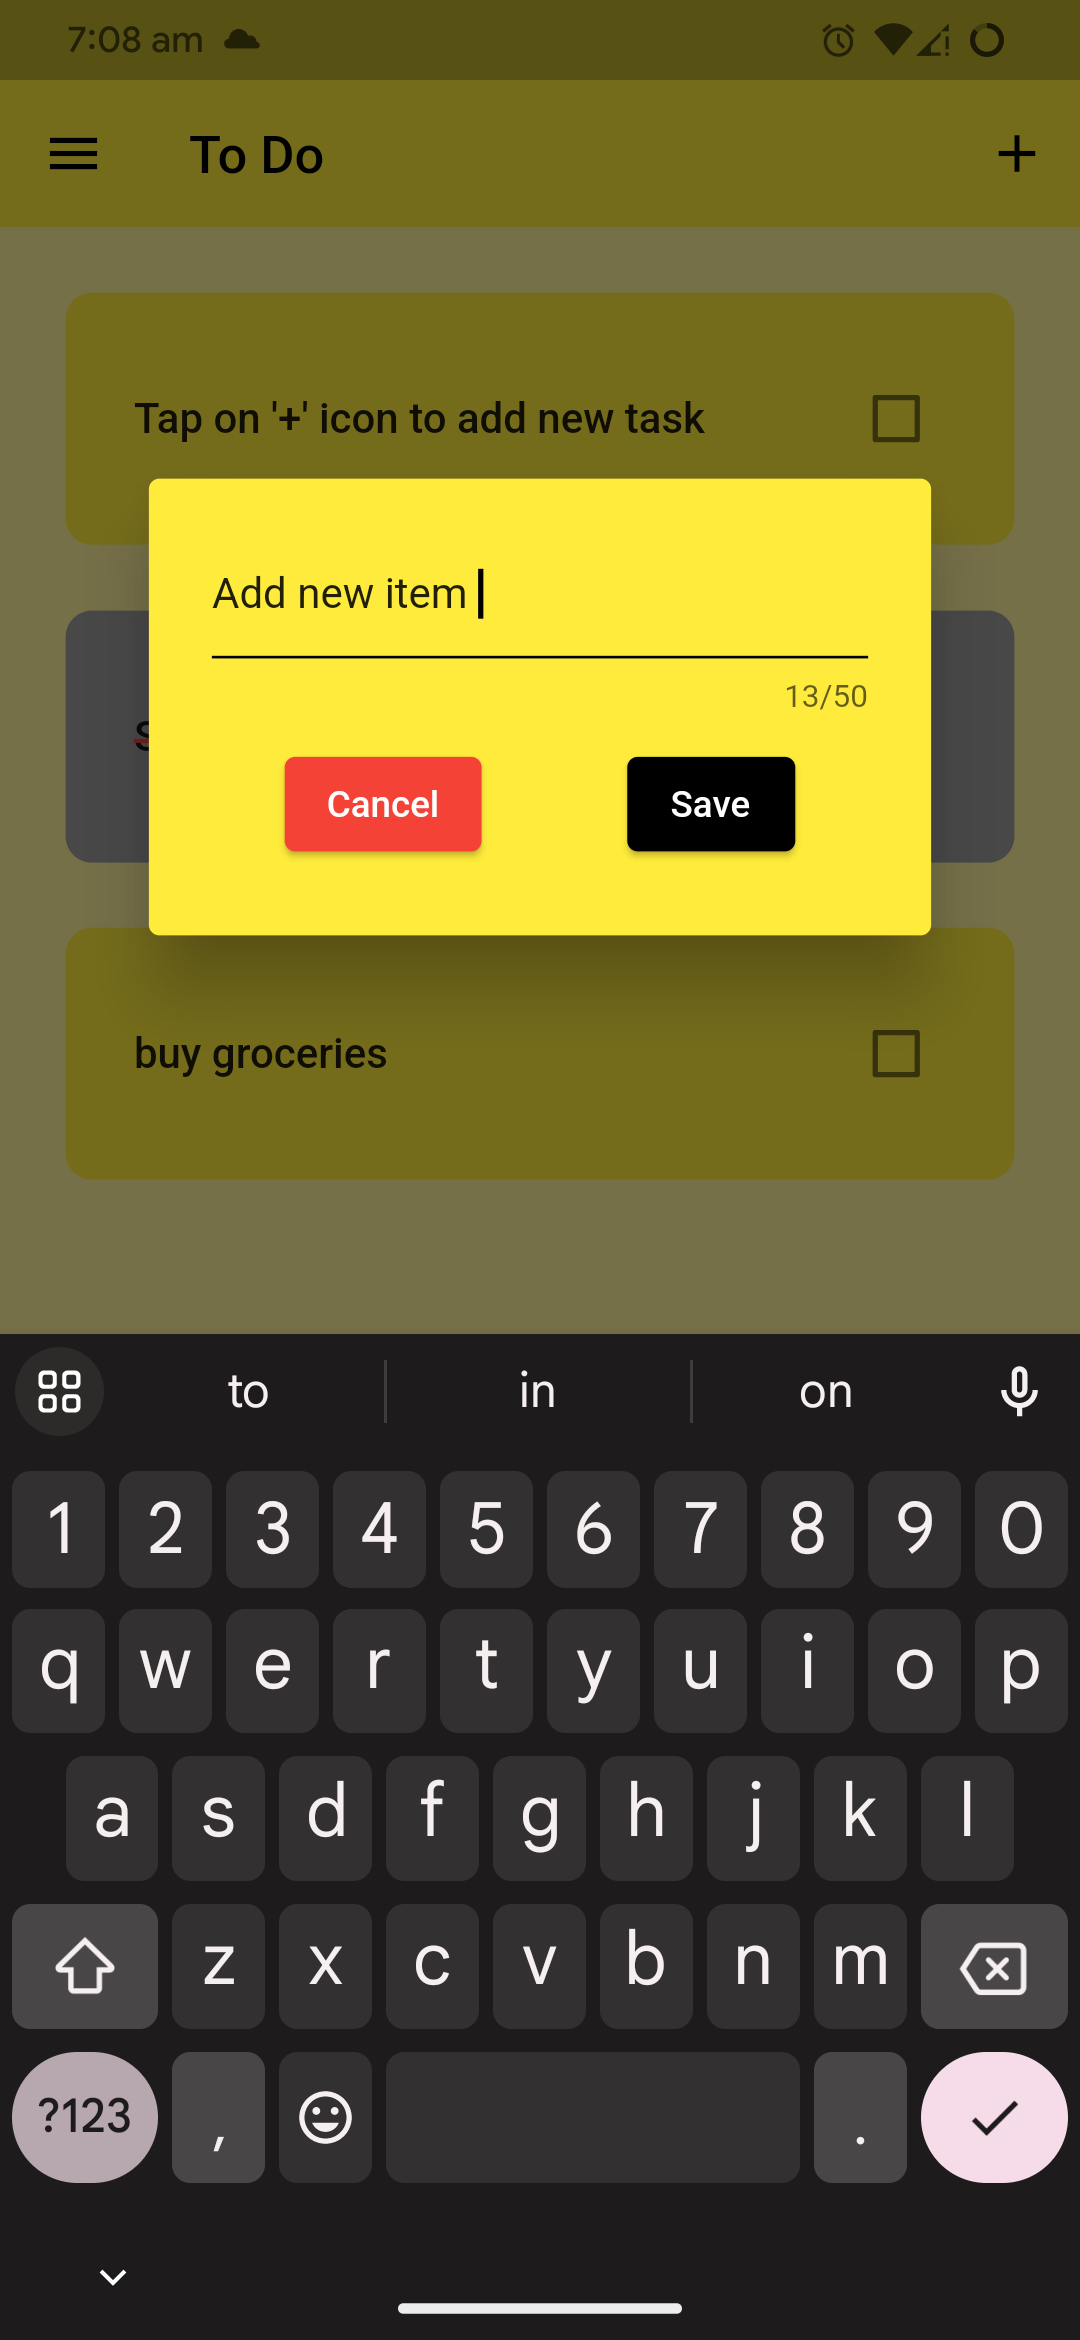 7:08 am
To Do
+
Tap on '+' icon to add new task
Add new item
13/50
Cancel
Save
buy groceries
to in on
1 2 3 4 5 6 7 8 9 0
q w e r t y u i o p
a s d f g h j k l
z x c v b n m
?123 , .